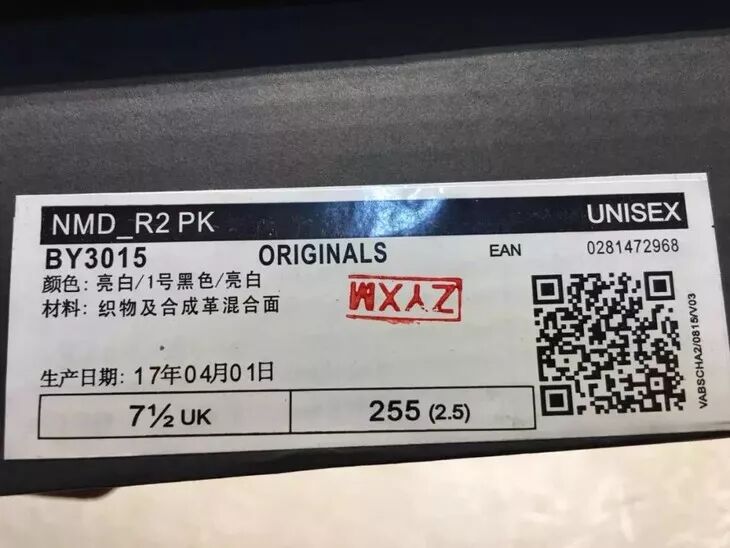 NMD_R2 PK UNISEX
BY3015 ORIGINALS EAN 0281472968
颜色: 亮白/1号黑色/亮白
材料: 织物及合成革混合面
ZYXM
生产日期: 17年04月01日
7½ UK 255 (2.5)
VABSCHA2/0815/V03